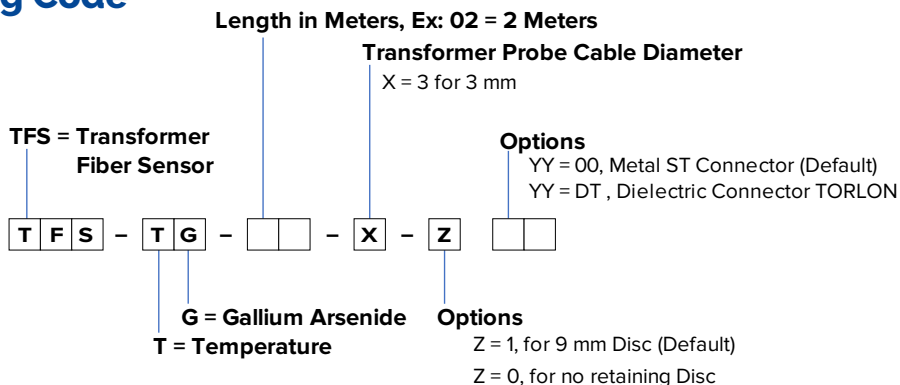 g Code
Length in Meters, Ex: 02 = 2 Meters
Transformer Probe Cable Diameter
X = 3 for 3 mm
TFS = Transformer
Fiber Sensor
Options
YY = 00, Metal ST Connector (Default)
YY = DT , Dielectric Connector TORLON
T F S – T G – – X – Z
G = Gallium Arsenide
Options
T = Temperature
Z = 1, for 9 mm Disc (Default)
Z = 0, for no retaining Disc